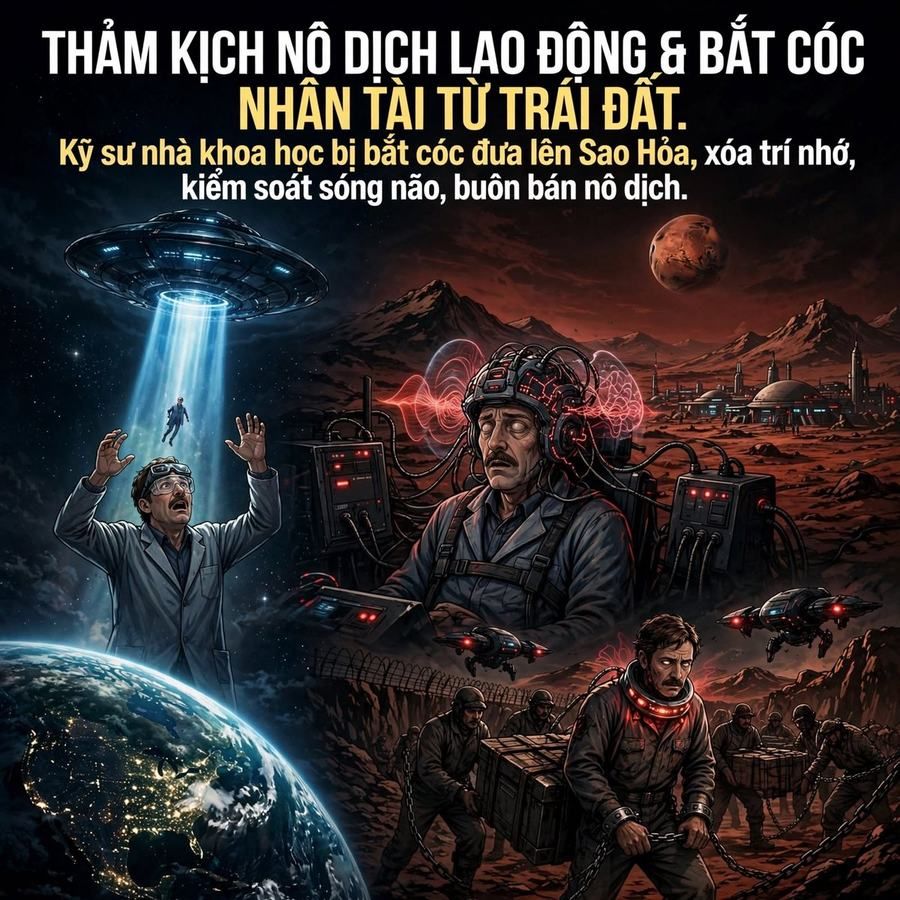 THẢM KỊCH NÔ DỊCH LAO ĐỘNG & BẮT CÓC
NHÂN TÀI TỪ TRÁI ĐẤT.
Kỹ sư nhà khoa học bị bắt cóc đưa lên Sao Hỏa, xóa trí nhớ,
kiểm soát sóng não, buôn bán nô dịch.